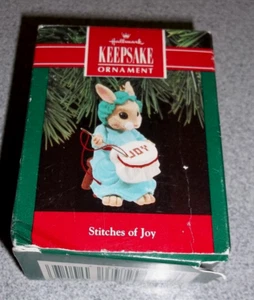 Hallmark
KEEPSAKE
ORNAMENT
JOY
Stitches of Joy